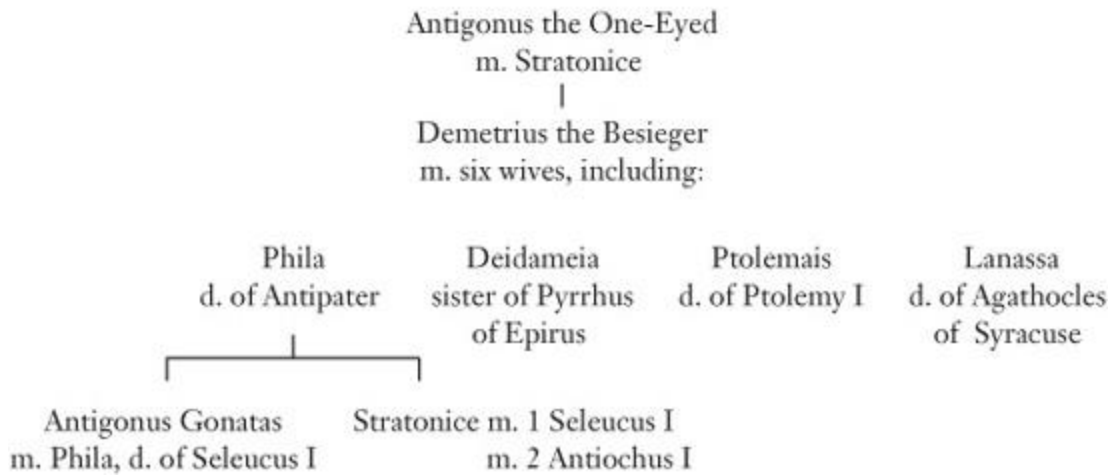 Antigonus the One-Eyed
m. Stratonice
Demetrius the Besieger
m. six wives, including:
Phila
d. of Antipater
Deidameia
sister of Pyrrhus
of Epirus
Ptolemais
d. of Ptolemy I
Lanassa
d. of Agathocles
of Syracuse
Antigonus Gonatas
m. Phila, d. of Seleucus I
Stratonice m. 1 Seleucus I
m. 2 Antiochus I